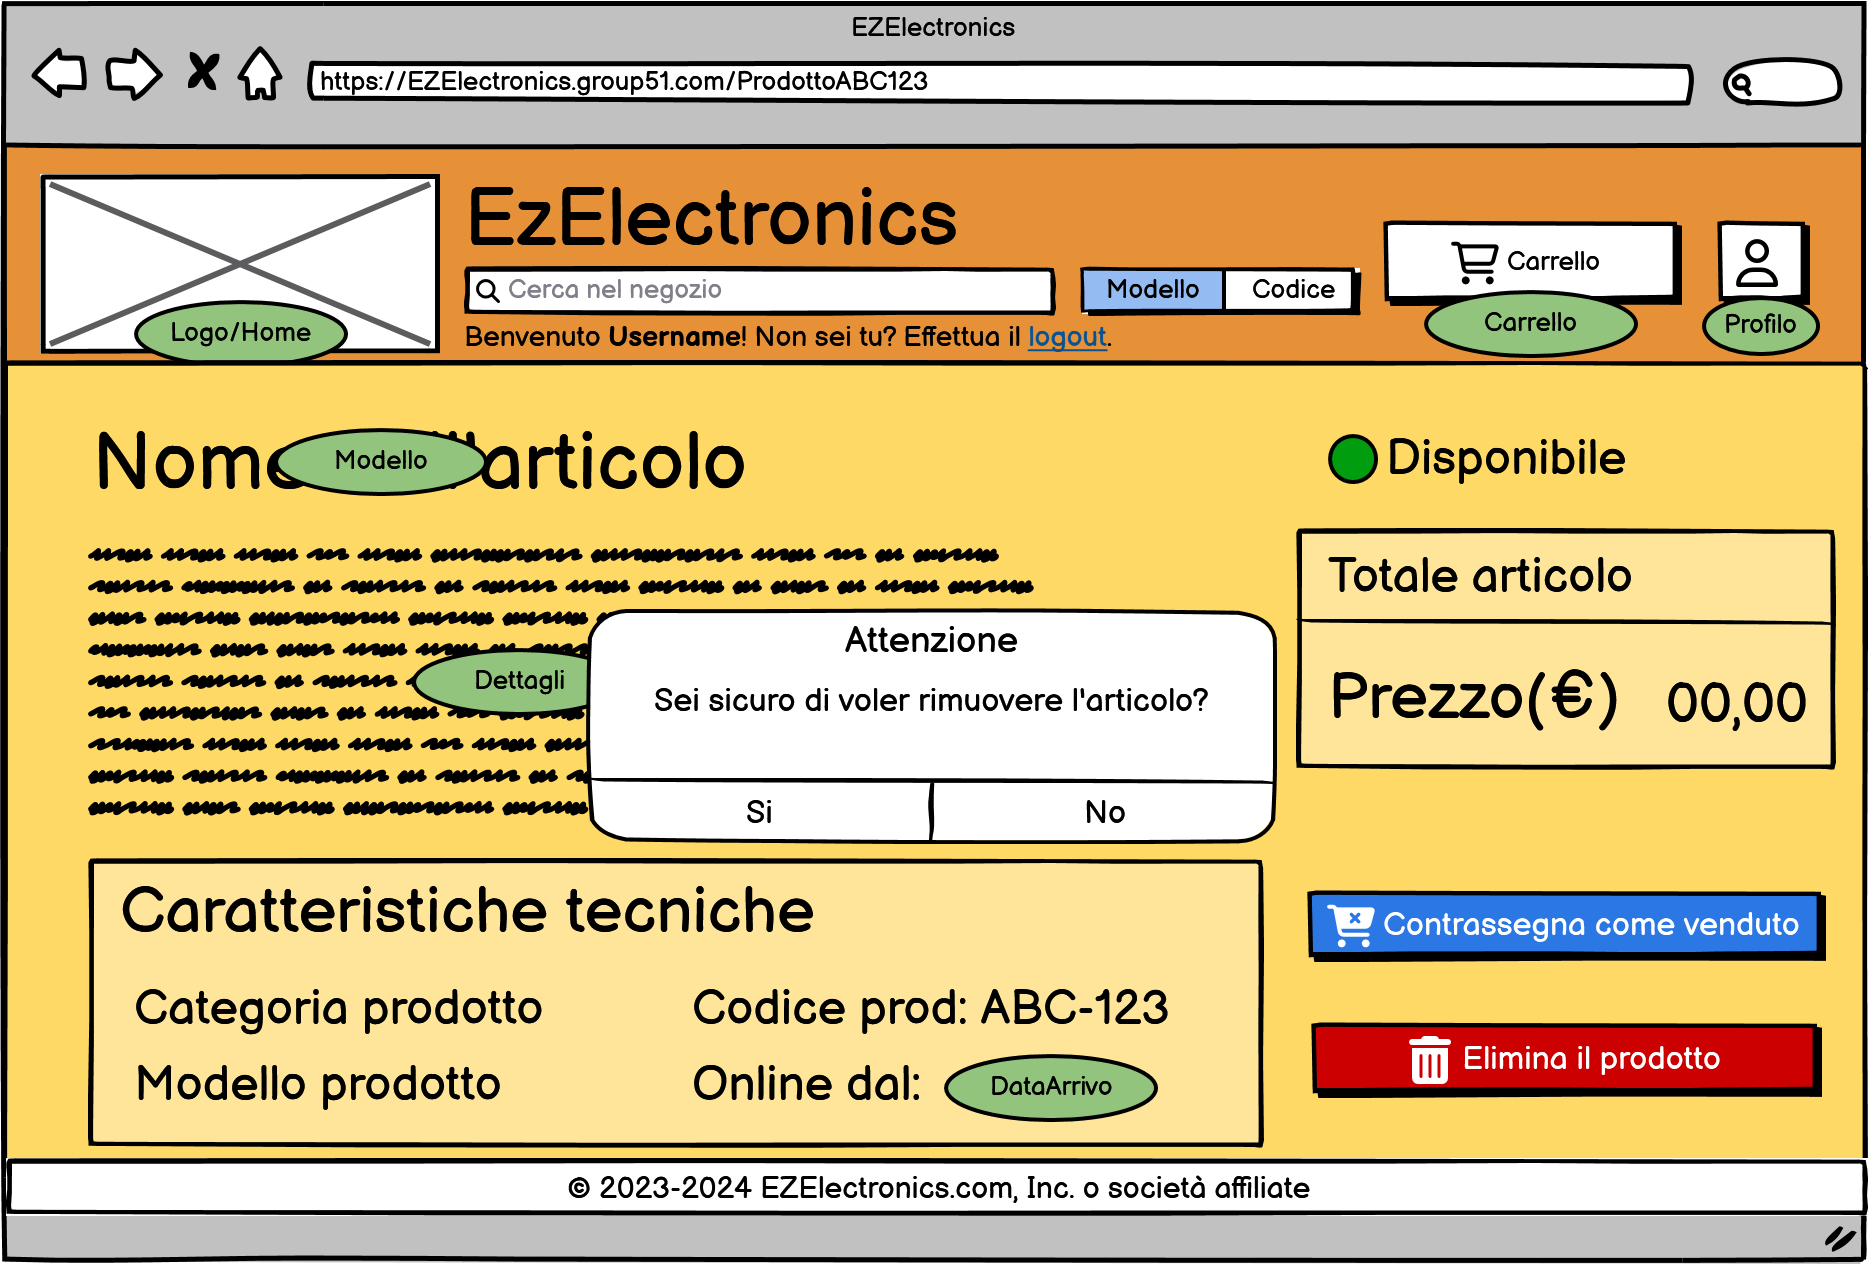 EZElectronics
https://EZElectronics.group51.com/ProdottoABC123
EzElectronics
Cerca nel negozio
Modello
Codice
Carrello
Logo/Home
Benvenuto Username! Non sei tu? Effettua il logout.
Carrello
Profilo
Modello
articolo
Disponibile
Totale articolo
Attenzione
Dettagli
Sei sicuro di voler rimuovere l'articolo?
Prezzo(€) 00,00
Si
No
Caratteristiche tecniche
Contrassegna come venduto
Categoria prodotto
Codice prod: ABC-123
Elimina il prodotto
Modello prodotto
Online dal:
DataArrivo
© 2023-2024 EZElectronics.com, Inc. o società affiliate